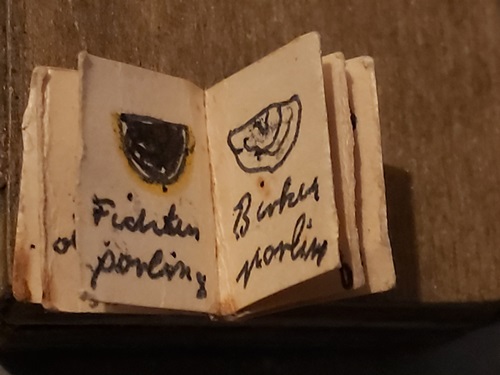 Fichten
porling
Birken
porling